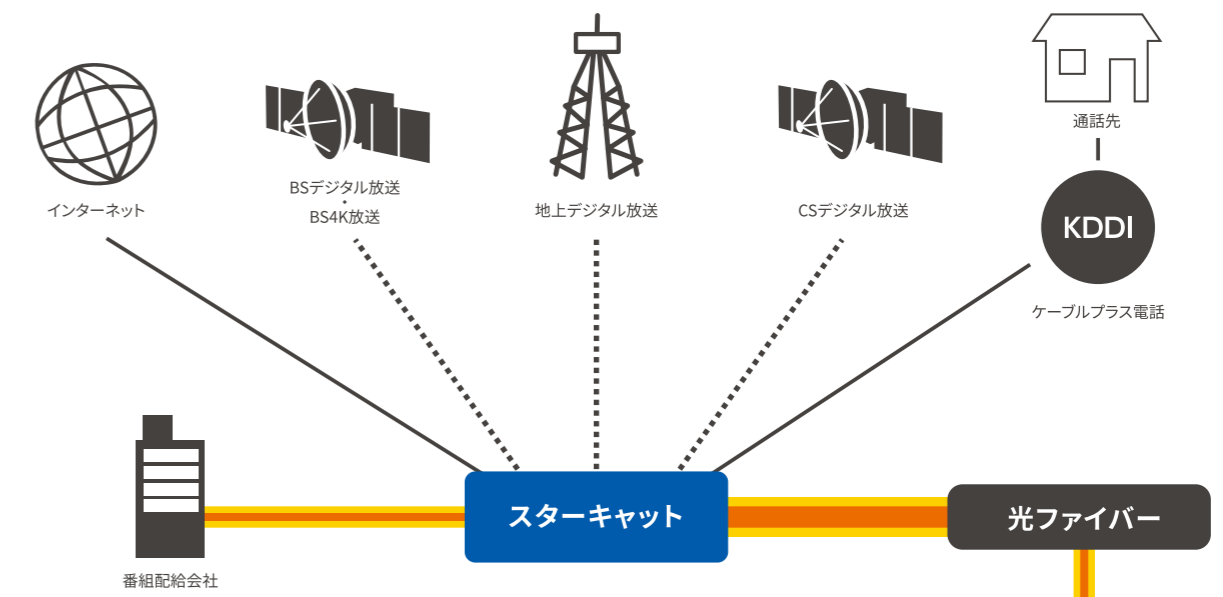 通話先
KDDI
インターネット
BSデジタル放送
・
BS4K放送
地上デジタル放送
CSデジタル放送
ケーブルプラス電話
スターキャット
光ファイバー
番組配給会社